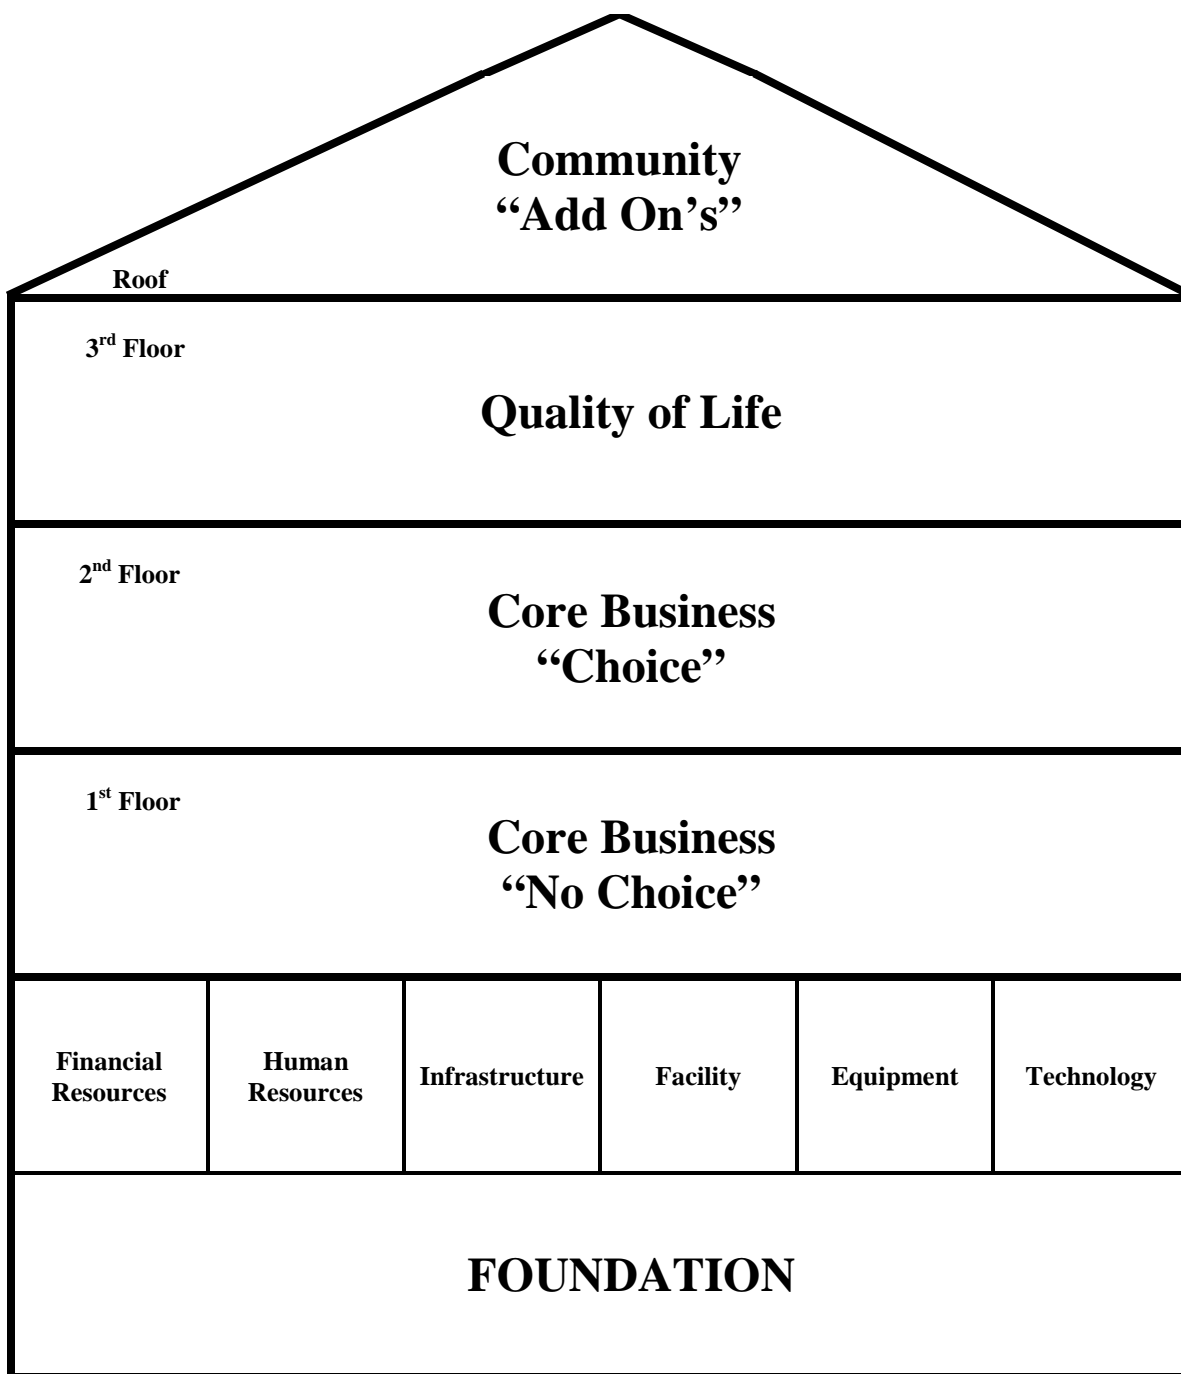 Community
“Add On’s”
Roof
3rd Floor
Quality of Life
2nd Floor
Core Business
“Choice”
1st Floor
Core Business
“No Choice”
Financial
Resources
Human
Resources
Infrastructure
Facility
Equipment
Technology
FOUNDATION